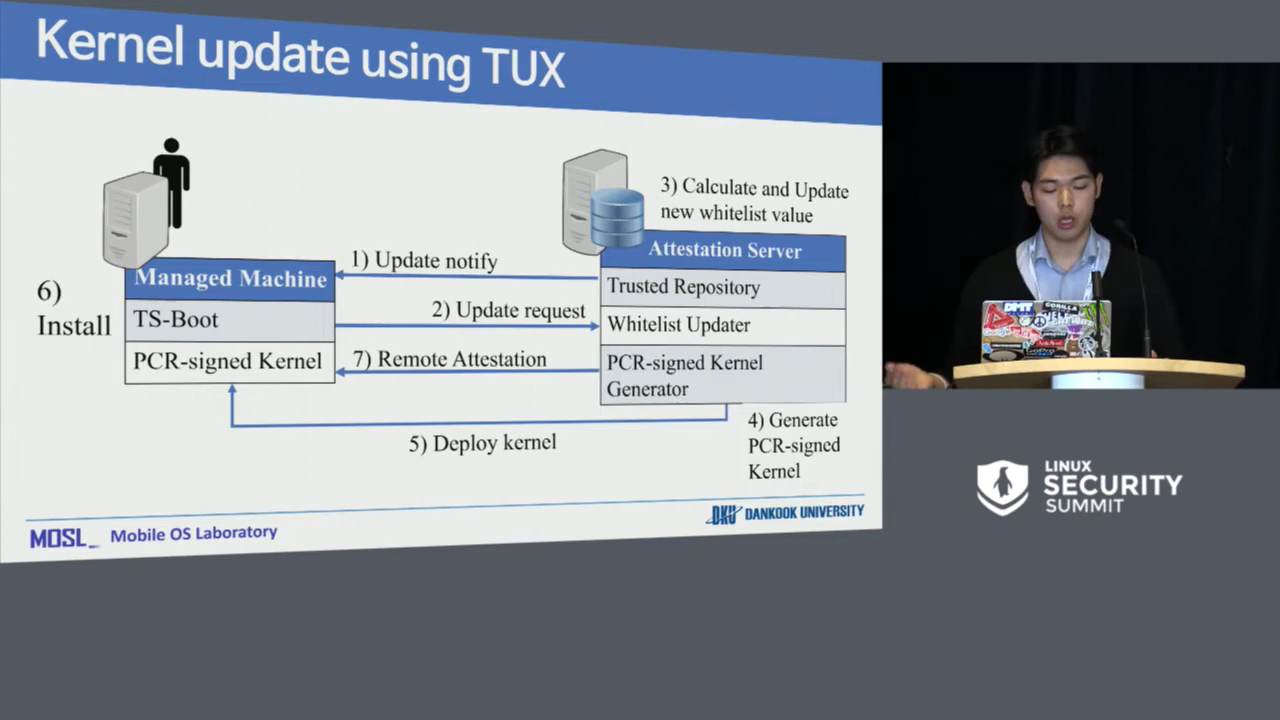 Kernel update using TUX
3) Calculate and Update
new whitelist value
Attestation Server
1) Update notify
Managed Machine
Trusted Repository
6)
Install
2) Update request
TS-Boot
Whitelist Updater
7) Remote Attestation
PCR-signed Kernel
PCR-signed Kernel
Generator
5) Deploy kernel
4) Generate
PCR-signed
Kernel
MOSL_ Mobile OS Laboratory
DKU DANKOOK UNIVERSITY
LINUX
SECURITY
SUMMIT